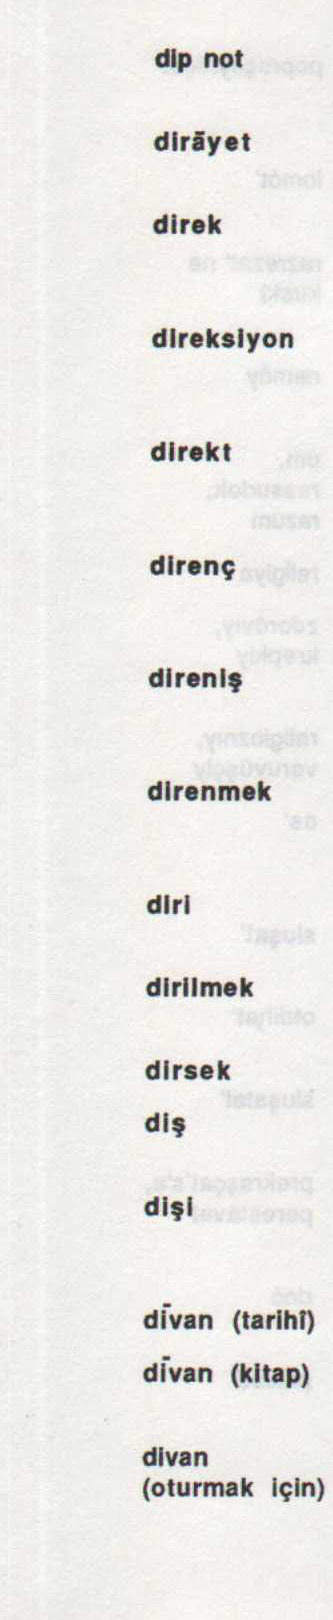 dip not
dirāyet
direk
direksiyon
direkt
direnç
direniş
direnmek
diri
dirilmek
dirsek
diş
dişi
dīvan (tarihî)
dīvan (kitap)
divan
(oturmak için)